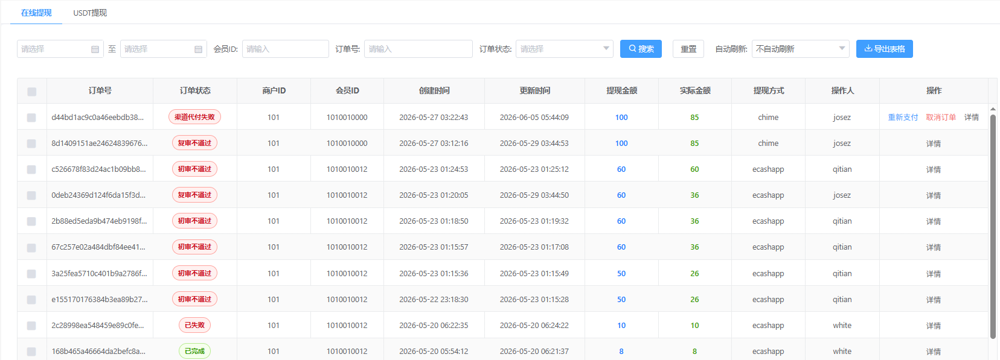 在线提现 USDT提现
请选择 至 请选择 会员ID: 请输入 订单号: 请输入 订单状态: 请选择 搜索 重置 自动刷新: 不自动刷新 导出表格
订单号 订单状态 商户ID 会员ID 创建时间 更新时间 提现金额 实际金额 提现方式 操作人 操作
d44bd1ac9c0a46eebdb38... 渠道代付失败 101 1010010000 2026-05-27 03:22:43 2026-06-05 05:44:09 100 85 chime josez 重新支付 取消订单 详情
8d1409151ae24624839676... 复审不通过 101 1010010000 2026-05-27 03:12:16 2026-05-29 03:44:53 100 85 chime josez 详情
c526678f83d24ac1b09bb8... 初审不通过 101 1010010012 2026-05-23 01:24:53 2026-05-23 01:25:12 60 60 ecashapp qitian 详情
0deb24369d124f6da15f3d... 复审不通过 101 1010010012 2026-05-23 01:20:05 2026-05-29 03:44:50 60 36 ecashapp josez 详情
2b88ed5eda9b474eb9198f... 初审不通过 101 1010010012 2026-05-23 01:18:50 2026-05-23 01:19:32 60 36 ecashapp qitian 详情
67c257e02a484dbf84ee41... 初审不通过 101 1010010012 2026-05-23 01:15:57 2026-05-23 01:17:08 60 36 ecashapp qitian 详情
3a25fea5710c401b9a2786f... 初审不通过 101 1010010012 2026-05-23 01:15:36 2026-05-23 01:15:49 50 26 ecashapp qitian 详情
e155170176384b3ea89b27... 初审不通过 101 1010010012 2026-05-22 23:18:30 2026-05-23 01:15:28 50 26 ecashapp qitian 详情
2c28998ea548459e89c0fe... 已失败 101 1010010012 2026-05-20 06:22:35 2026-05-20 06:24:22 10 10 ecashapp white 详情
168b465a46664da2befc8a... 已完成 101 1010010012 2026-05-20 05:54:12 2026-05-20 06:21:37 8 8 ecashapp white 详情